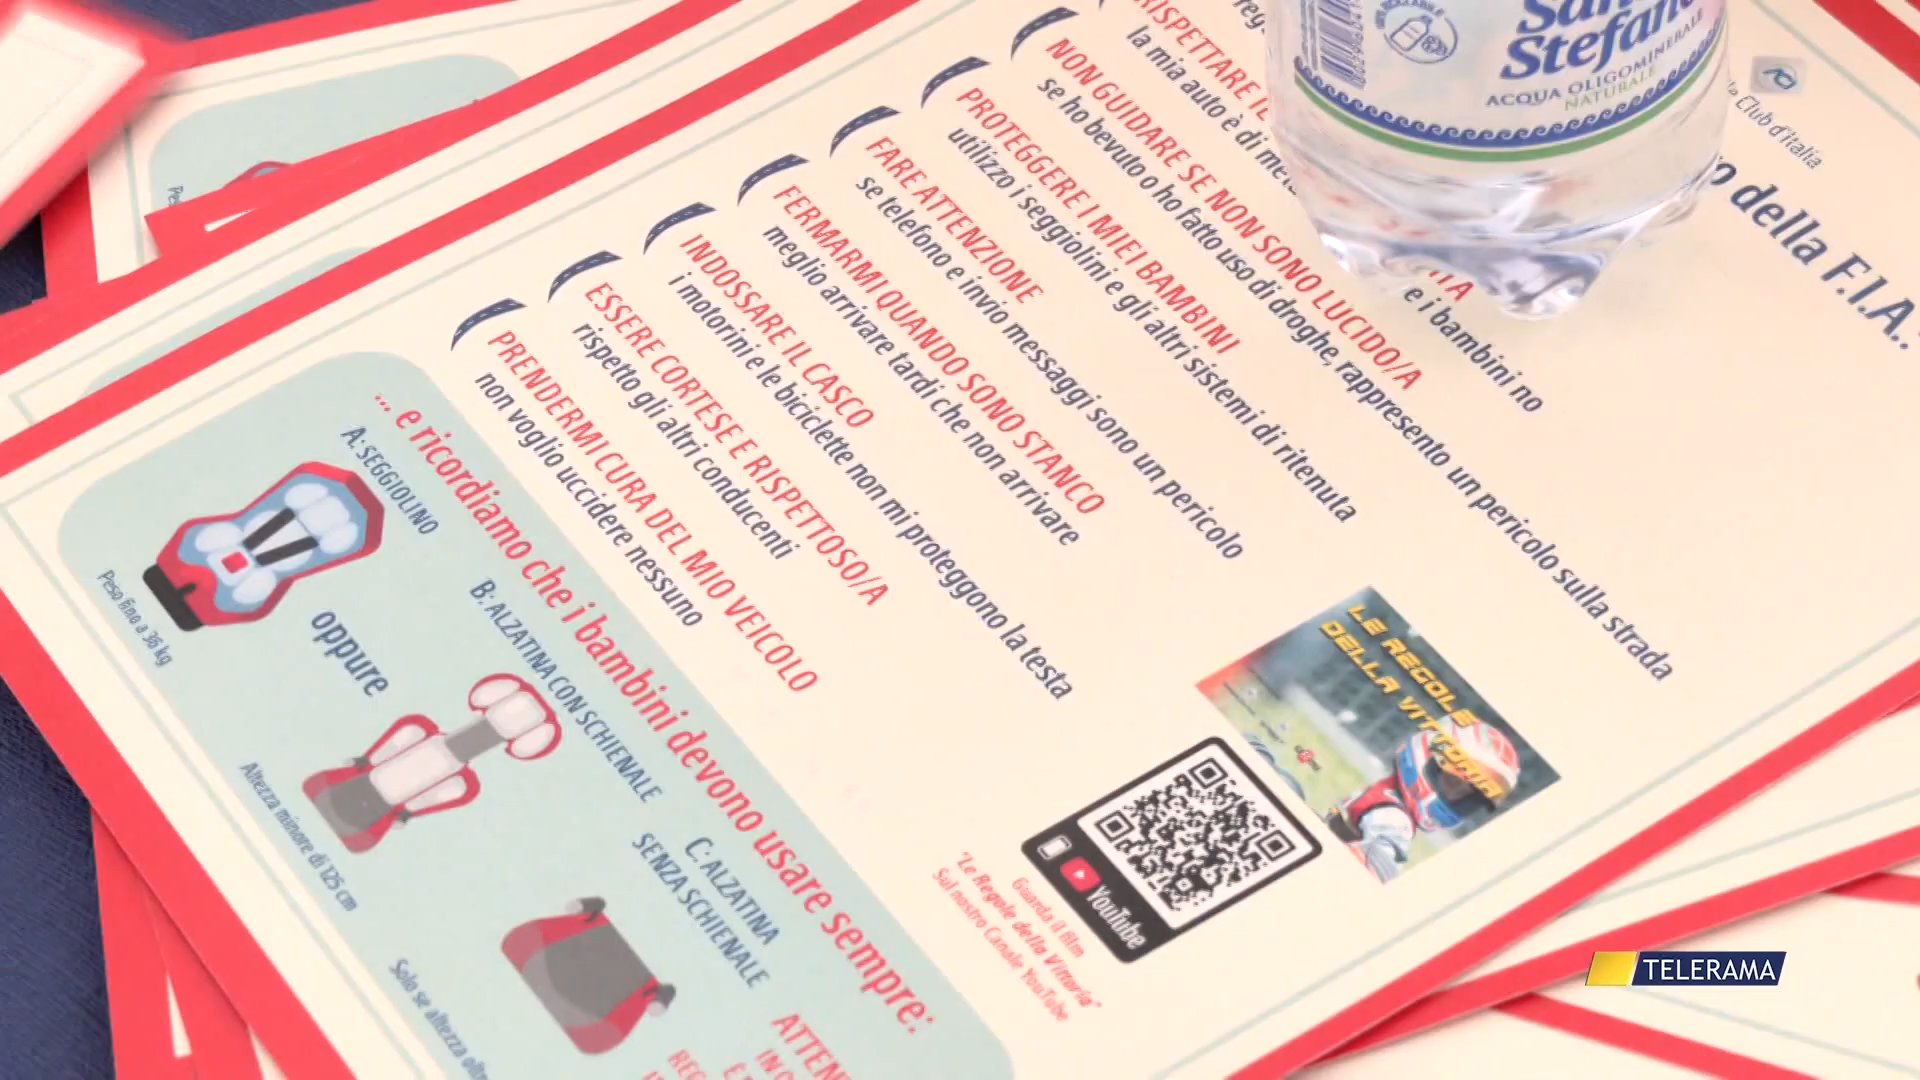 Stefano
ACQUA OLIGOMINERALE
NATURALE
Club d'Italia
della F.I.A.
RISPETTARE
la mia auto è di
e i bambini no
NON GUIDARE SE NON SONO LUCIDO/A
se ho bevuto o ho fatto uso di droghe, rappresento un pericolo sulla strada
PROTEGGERE I MIEI BAMBINI
utilizzo i seggiolini e gli altri sistemi di ritenuta
FARE ATTENZIONE
se telefono e invio messaggi sono un pericolo
FERMARMI QUANDO SONO STANCO
meglio arrivare tardi che non arrivare
INDOSSARE IL CASCO
i motorini e le biciclette non mi proteggono la testa
ESSERE CORTESE E RISPETTOSO/A
rispetto gli altri conducenti
PRENDERMI CURA DEL MIO VEICOLO
non voglio uccidere nessuno
... e ricordiamo che i bambini devono usare sempre:
A: SEGGIOLINO
Peso fino a 36 kg
oppure
B: ALZATINA CON SCHIENALE
Altezza minore di 125 cm
C: ALZATINA
SENZA SCHIENALE
Solo se altezza
LE REGOLE
DELLA VITTORIA
YouTube
Guarda il film
"Le Regole della Vittoria"
Sul nostro Canale YouTube
TELERAMA